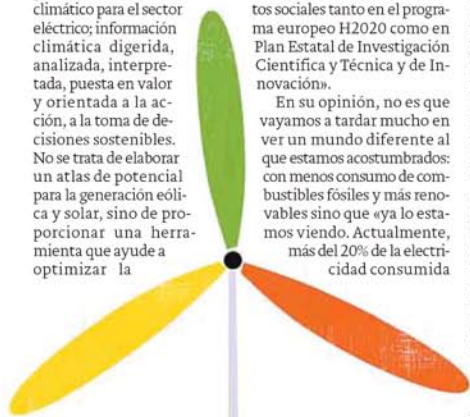 climático para el sector
eléctrico; información
climática digerida,
analizada, interpre-
tada, puesta en valor
y orientada a la ac-
ción, a la toma de de-
cisiones sostenibles.
No se trata de elaborar
un atlas de potencial
para la generación eóli-
ca y solar, sino de pro-
porcionar una herra-
mienta que ayude a
optimizar la
tos sociales tanto en el progra-
ma europeo H2020 como en
Plan Estatal de Investigación
Científica y Técnica y de In-
novación».
En su opinión, no es que
vayamos a tardar mucho en
ver un mundo diferente al
que estamos acostumbrados:
con menos consumo de com-
bustibles fósiles y más reno-
vables sino que «ya lo esta-
mos viendo. Actualmente,
más del 20% de la electri-
cidad consumida